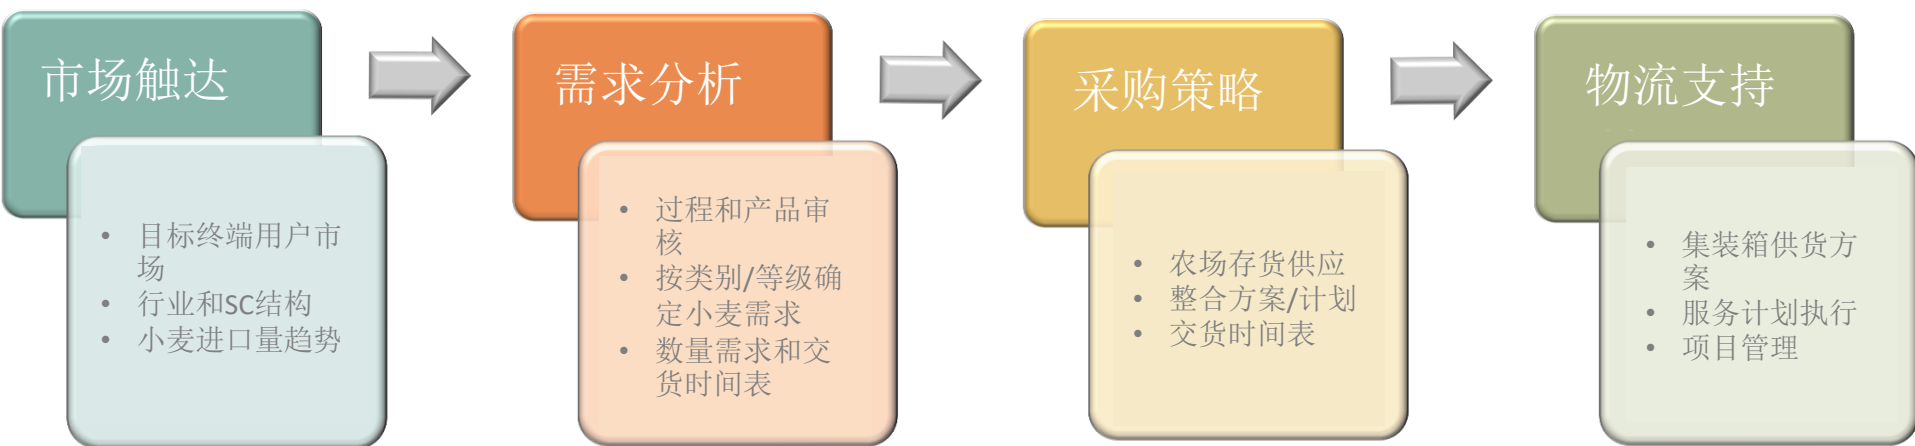 市场触达
• 目标终端用户市
场
• 行业和SC结构
• 小麦进口量趋势
需求分析
• 过程和产品审
核
• 按类别/等级确
定小麦需求
• 数量需求和交
货时间表
采购策略
• 农场存货供应
• 整合方案/计划
• 交货时间表
物流支持
• 集装箱供货方
案
• 服务计划执行
• 项目管理